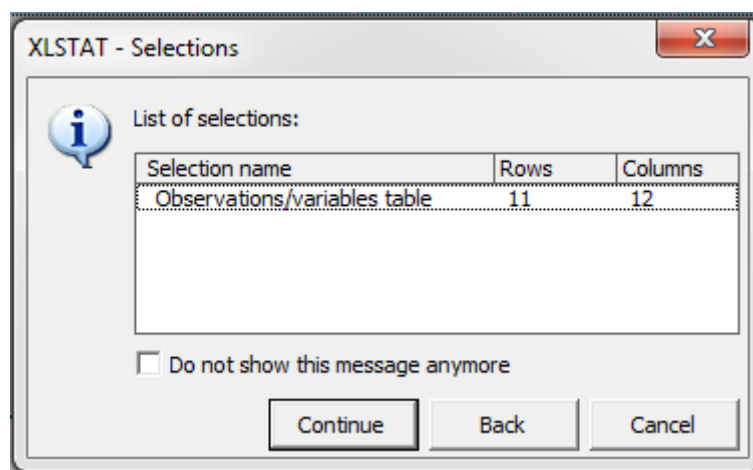 XLSTAT - Selections
List of selections:
Selection name Rows Columns
Observations/variables table 11 12
Do not show this message anymore
Continue Back Cancel